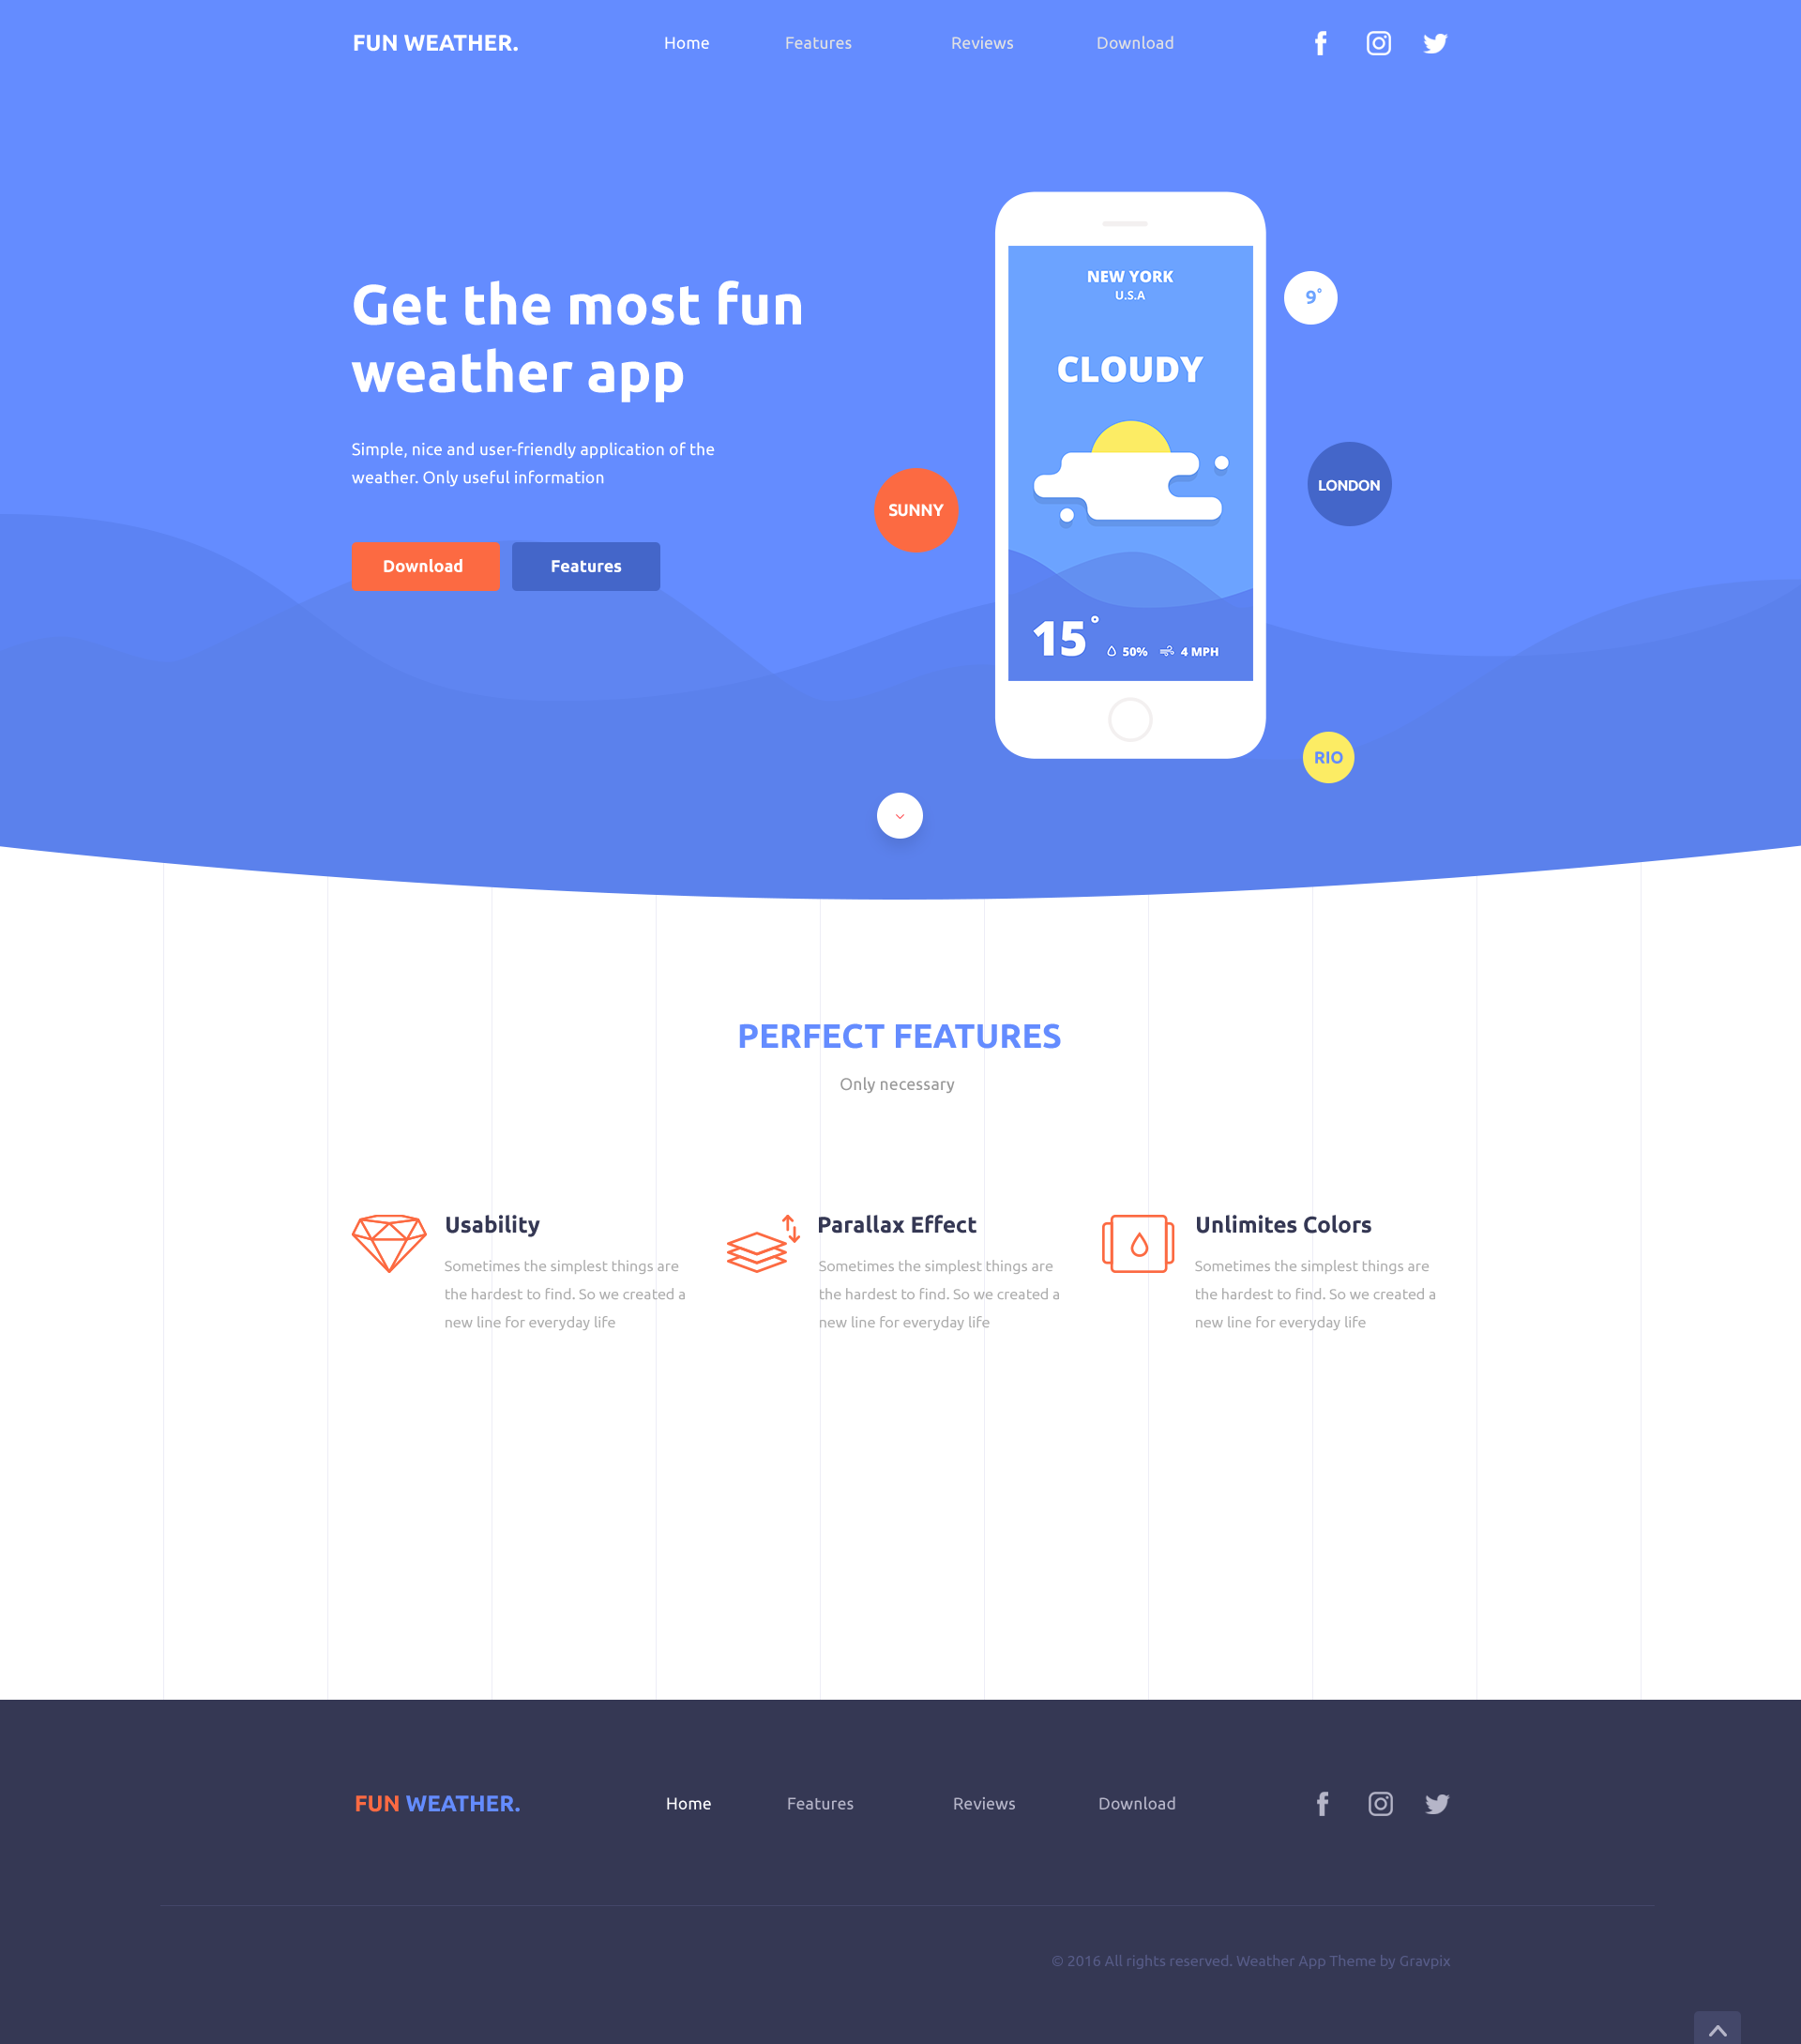 FUN WEATHER.
Home Features Reviews Download
Get the most fun
weather app
Simple, nice and user-friendly application of the
weather. Only useful information
Download Features
SUNNY
NEW YORK
U.S.A
CLOUDY
15° 50% 4 MPH
9°
LONDON
RIO
PERFECT FEATURES
Only necessary
Usability
Sometimes the simplest things are
the hardest to find. So we created a
new line for everyday life
Parallax Effect
Sometimes the simplest things are
the hardest to find. So we created a
new line for everyday life
Unlimites Colors
Sometimes the simplest things are
the hardest to find. So we created a
new line for everyday life
FUN WEATHER.
Home Features Reviews Download
© 2016 All rights reserved. Weather App Theme by Gravpix